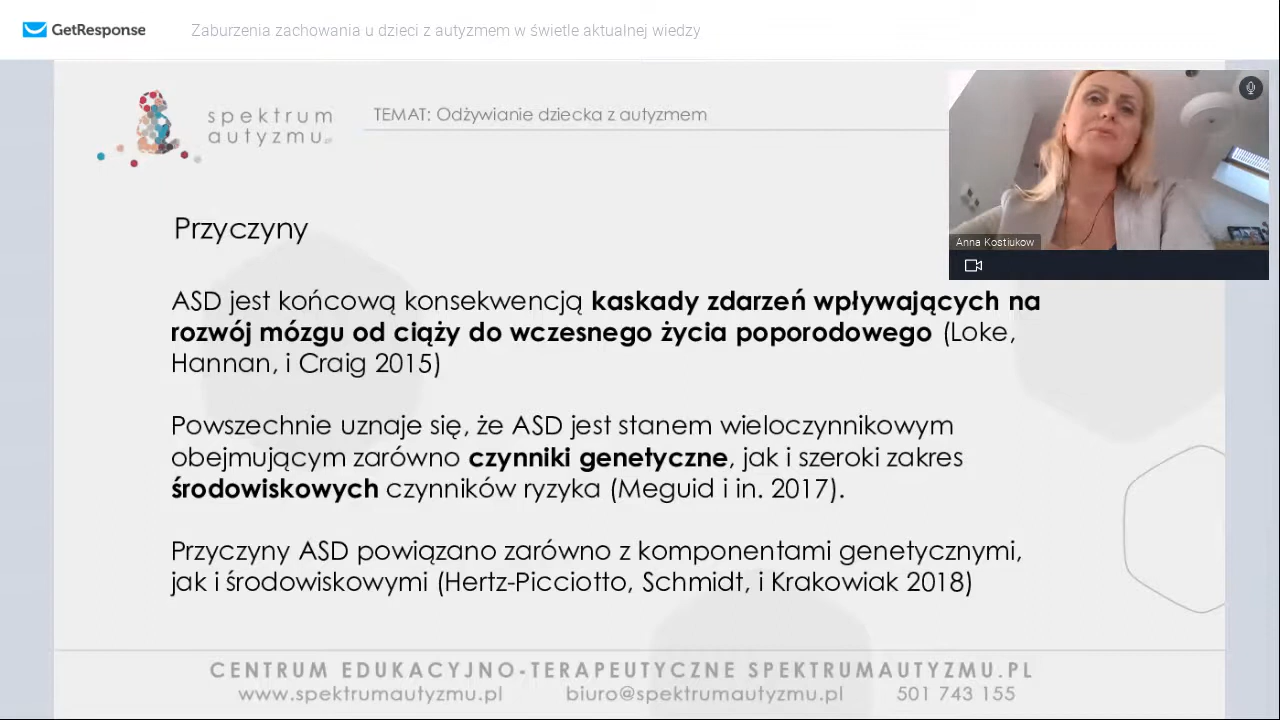 GetResponse
Zaburzenia zachowania u dzieci z autyzmem w świetle aktualnej wiedzy
spektrum
autyzmu.pl
TEMAT: Odżywianie dziecka z autyzmem
Anna Kostiukow
Przyczyny
ASD jest końcową konsekwencją kaskady zdarzeń wpływających na
rozwój mózgu od ciąży do wczesnego życia poporodowego (Loke,
Hannan, i Craig 2015)
Powszechnie uznaje się, że ASD jest stanem wieloczynnikowym
obejmującym zarówno czynniki genetyczne, jak i szeroki zakres
środowiskowych czynników ryzyka (Meguid i in. 2017).
Przyczyny ASD powiązano zarówno z komponentami genetycznymi,
jak i środowiskowymi (Hertz-Picciotto, Schmidt, i Krakowiak 2018)
CENTRUM EDUKACYJNO-TERAPEUTYCZNE SPEKTRUMAUTYZMU.PL
www.spektrumautyzmu.pl biuro@spektrumautyzmu.pl 501 743 155